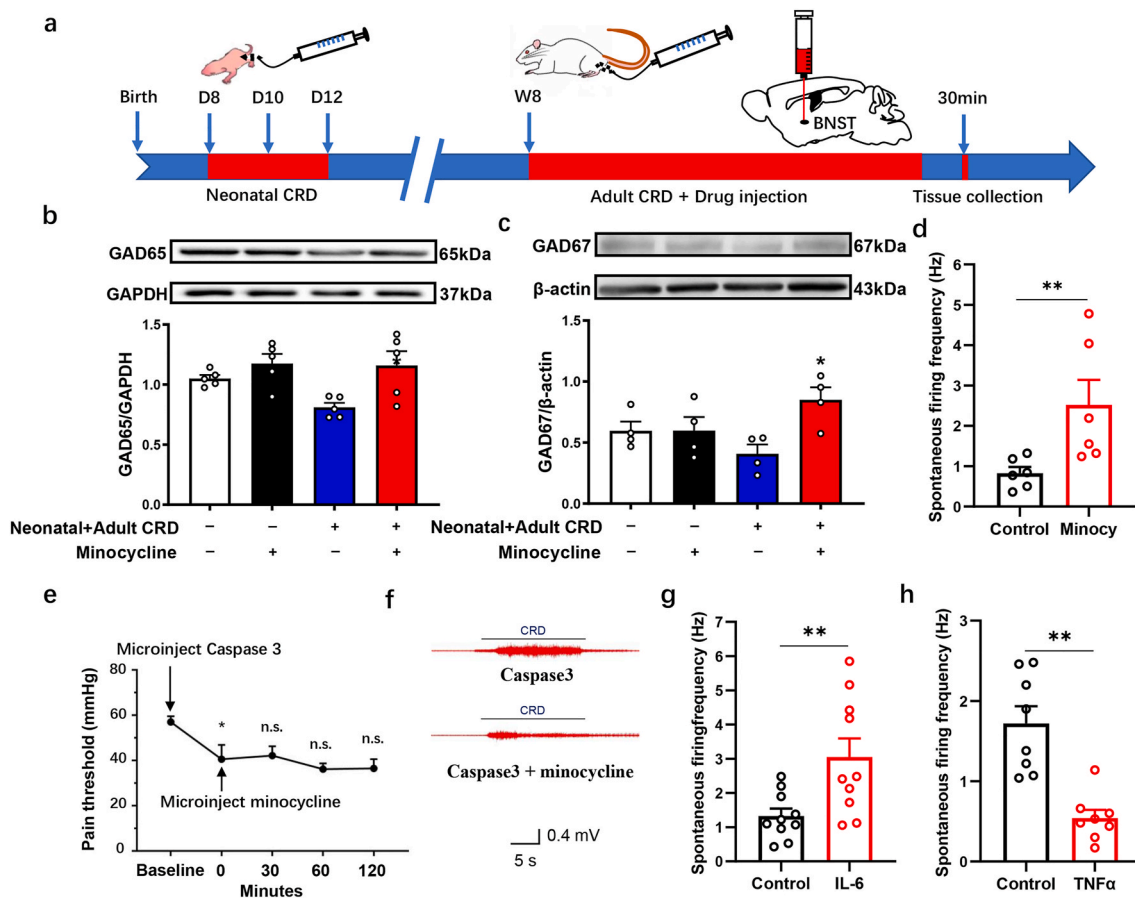 a
Birth D8 D10 D12 W8 BNST 30min
Neonatal CRD Adult CRD + Drug injection Tissue collection
b
GAD65 65kDa
GAPDH 37kDa
GAD65/GAPDH
1.5
1.0
0.5
0.0
Neonatal+Adult CRD − − + +
Minocycline − + − +
c
GAD67 67kDa
β-actin 43kDa
GAD67/β-actin
1.0
0.5
0.0
*
Neonatal+Adult CRD − − + +
Minocycline − + − +
d
Spontaneous firing frequency (Hz)
6
5
4
3
2
1
0
**
Control Minocy
e
Microinject Caspase 3
Pain threshold (mmHg)
80
60
40
20
0
* n.s. n.s. n.s.
Microinject minocycline
Baseline 0 30 60 120
Minutes
f
CRD
Caspase3
CRD
Caspase3 + minocycline
0.4 mV
5 s
g
Spontaneous firingfrequency (Hz)
7
6
5
4
3
2
1
0
**
Control IL-6
h
Spontaneous firing frequency (Hz)
3
2
1
0
**
Control TNFα